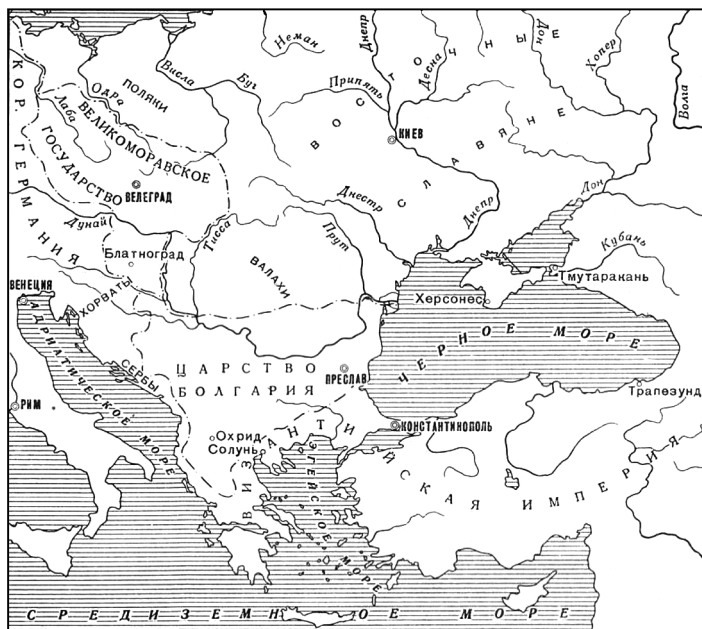 Неман
Днепр
Десна
Дон
Хопер
Волга
Висла
Буг
Припять
ВОСТОЧНЫЕ
СЛАВЯНЕ
КОР. ГЕРМАНИЯ
Лаба
Одра
ПОЛЯНИ
ВЕЛИКОМОРАВСКОЕ
ГОСУДАРСТВО
ВЕЛЕГРАД
КИЕВ
Днестр
Днепр
Дон
Дунай
Тисса
Прут
Кубань
Блатноград
ВАЛАХИ
Тмутаракань
ВЕНЕЦИЯ
ХОРВАТЫ
Херсонес
ЧЕРНОЕ МОРЕ
АДРИАТИЧЕСКОЕ МОРЕ
СЕРБЫ
ЦАРСТВО
БОЛГАРИЯ
ПРЕСЛАВ
Трапезунд
РИМ
КОНСТАНТИНОПОЛЬ
Охрид
Солунь
ВИЗАНТИЙСКАЯ ИМПЕРИЯ
ЭГЕЙСКОЕ МОРЕ
СРЕДИЗЕМНОЕ МОРЕ